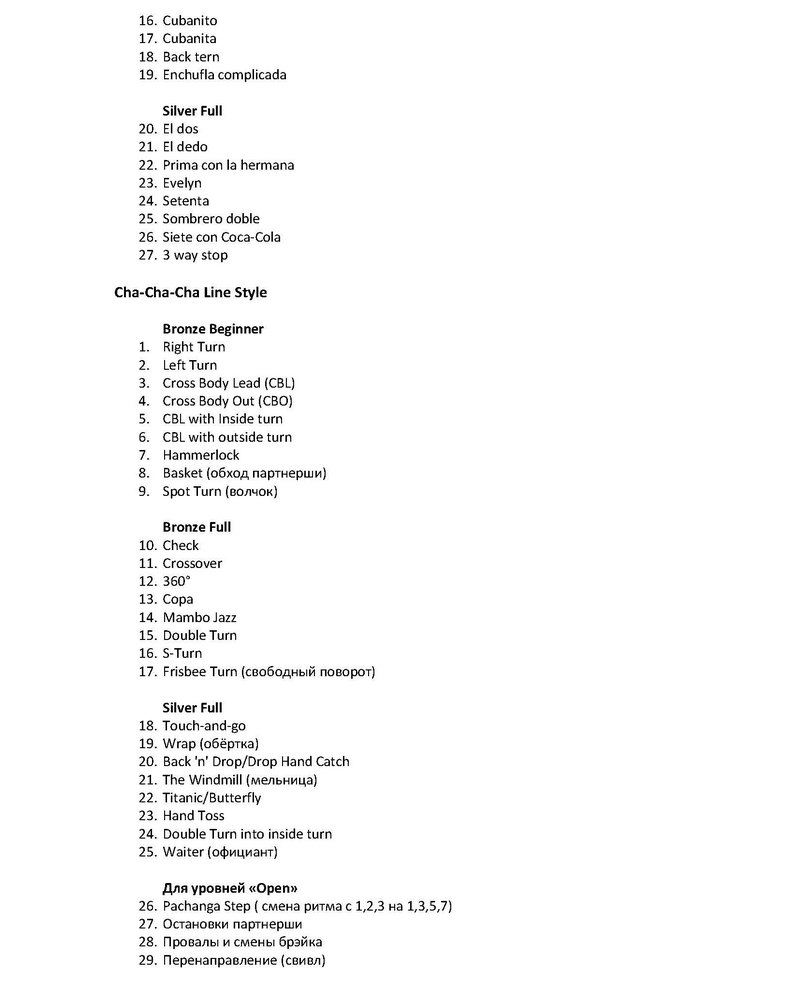 16. Cubanito
17. Cubanita
18. Back tern
19. Enchufla complicada
Silver Full
20. El dos
21. El dedo
22. Prima con la hermana
23. Evelyn
24. Setenta
25. Sombrero doble
26. Siete con Coca-Cola
27. 3 way stop
Cha-Cha-Cha Line Style
Bronze Beginner
1. Right Turn
2. Left Turn
3. Cross Body Lead (CBL)
4. Cross Body Out (CBO)
5. CBL with Inside turn
6. CBL with outside turn
7. Hammerlock
8. Basket (обход партнерши)
9. Spot Turn (волчок)
Bronze Full
10. Check
11. Crossover
12. 360°
13. Copa
14. Mambo Jazz
15. Double Turn
16. S-Turn
17. Frisbee Turn (свободный поворот)
Silver Full
18. Touch-and-go
19. Wrap (обёртка)
20. Back 'n' Drop/Drop Hand Catch
21. The Windmill (мельница)
22. Titanic/Butterfly
23. Hand Toss
24. Double Turn into inside turn
25. Waiter (официант)
Для уровней «Open»
26. Pachanga Step ( смена ритма с 1,2,3 на 1,3,5,7)
27. Остановки партнерши
28. Провалы и смены брэйка
29. Перенаправление (свивл)